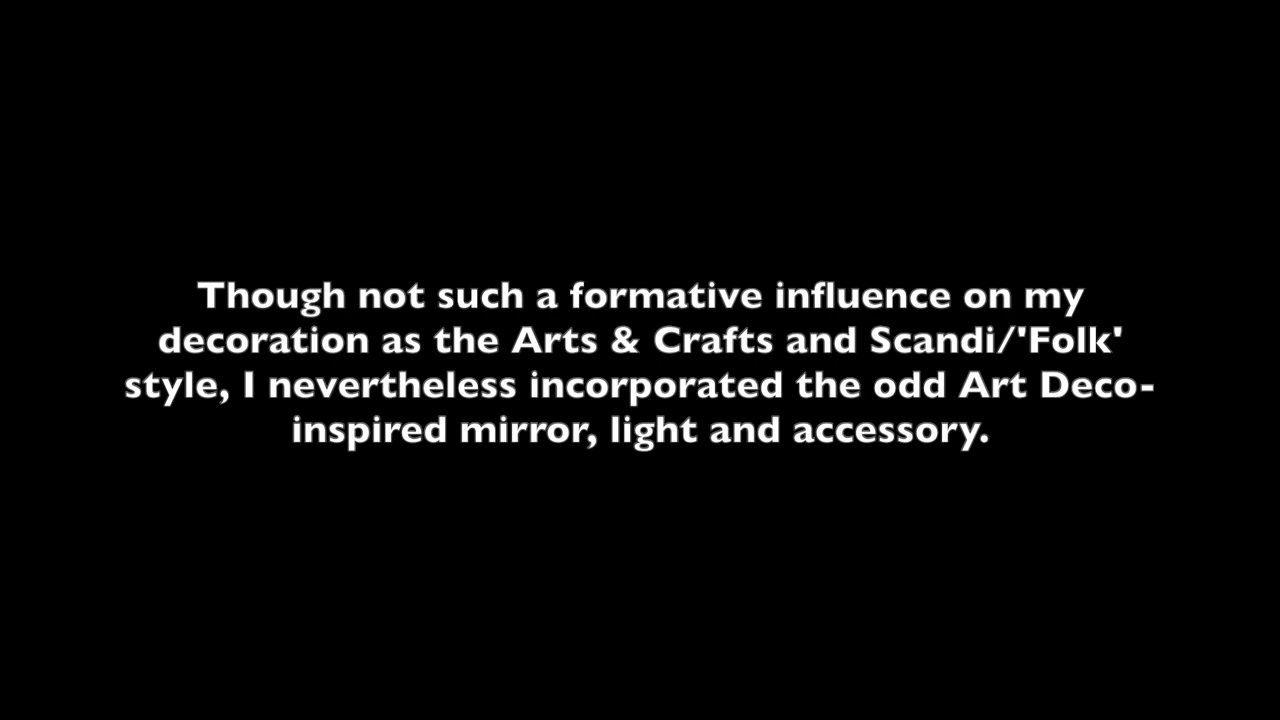 Though not such a formative influence on my
decoration as the Arts & Crafts and Scandi/'Folk'
style, I nevertheless incorporated the odd Art Deco-
inspired mirror, light and accessory.